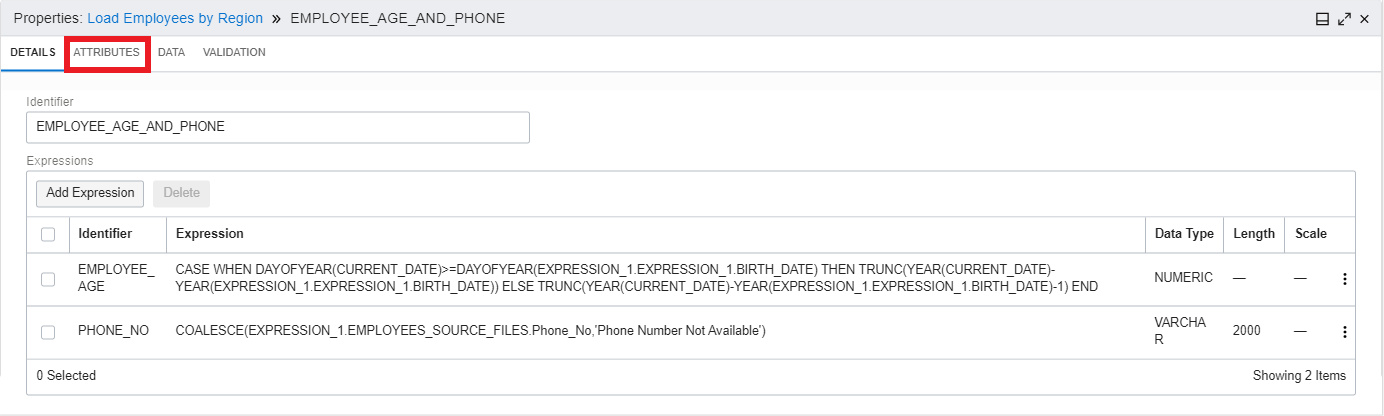 Properties: Load Employees by Region » EMPLOYEE_AGE_AND_PHONE
DETAILS ATTRIBUTES DATA VALIDATION
Identifier
EMPLOYEE_AGE_AND_PHONE
Expressions
Add Expression Delete
Identifier Expression Data Type Length Scale
EMPLOYEE_
AGE
CASE WHEN DAYOFYEAR(CURRENT_DATE)>=DAYOFYEAR(EXPRESSION_1.EXPRESSION_1.BIRTH_DATE) THEN TRUNC(YEAR(CURRENT_DATE)-
YEAR(EXPRESSION_1.EXPRESSION_1.BIRTH_DATE)) ELSE TRUNC(YEAR(CURRENT_DATE)-YEAR(EXPRESSION_1.EXPRESSION_1.BIRTH_DATE)-1) END
NUMERIC — —
PHONE_NO COALESCE(EXPRESSION_1.EMPLOYEES_SOURCE_FILES.Phone_No,'Phone Number Not Available')
VARCHA
R
2000 —
0 Selected Showing 2 Items